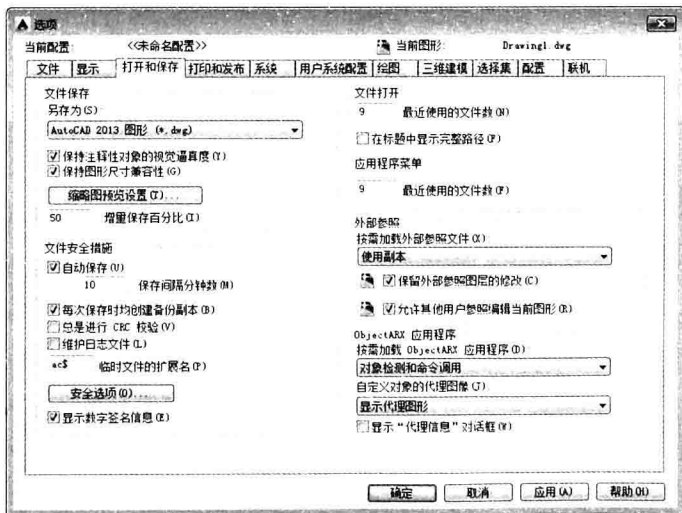 选项
当前配置: <<未命名配置>> 当前图形: Drawing1.dwg
文件 显示 打开和保存 打印和发布 系统 用户系统配置 绘图 三维建模 选择集 配置 联机
文件保存
另存为(S)
AutoCAD 2013 图形 (*.dwg)
保持注释性对象的视觉逼真度(Y)
保持图形尺寸兼容性(G)
缩略图预览设置(T)...
50 增量保存百分比(I)
文件安全措施
自动保存(U)
10 保存间隔分钟数(M)
每次保存时均创建备份副本(B)
总是进行 CRC 校验(V)
维护日志文件(L)
ac$ 临时文件的扩展名(P)
安全选项(O)...
显示数字签名信息(E)
文件打开
9 最近使用的文件数(N)
在标题中显示完整路径(F)
应用程序菜单
9 最近使用的文件数(F)
外部参照
按需加载外部参照文件(X)
使用副本
保留外部参照图层的修改(C)
允许其他用户参照编辑当前图形(R)
ObjectARX 应用程序
按需加载 ObjectARX 应用程序(D)
对象检测和命令调用
自定义对象的代理图像(J)
显示代理图形
显示“代理信息”对话框(W)
确定 取消 应用(A) 帮助(H)